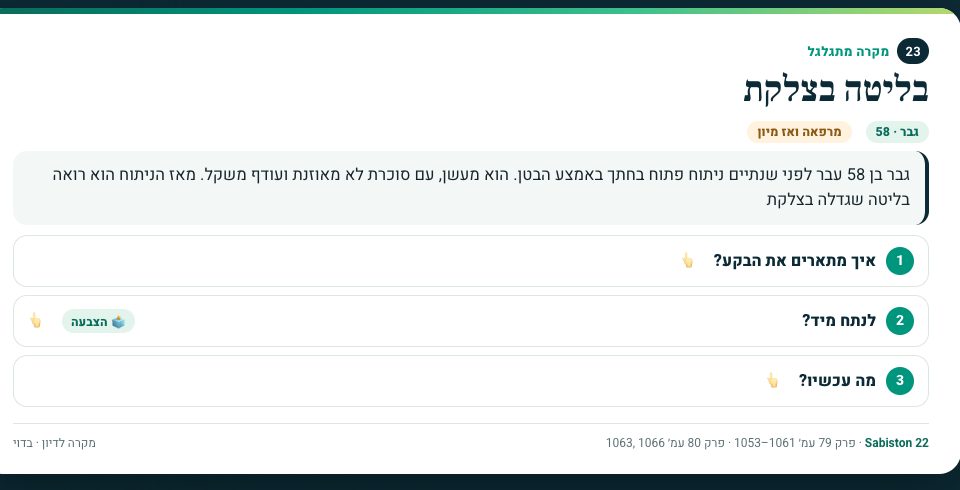 23 מקרה מתגלגל
בליטה בצלקת
גבר · 58 מרפאה ואז מיון
גבר בן 58 עבר לפני שנתיים ניתוח פתוח בחתך באמצע הבטן. הוא מעשן, עם סוכרת לא מאוזנת ועודף משקל. מאז הניתוח הוא רואה
בליטה שגדלה בצלקת
1 איך מתארים את הבקע? 👆
2 לנתח מיד? 🗳️ הצבעה 👆
3 מה עכשיו? 👆
Sabiston 22 · פרק 79 עמ׳ 1053–1061 · פרק 80 עמ׳ 1063, 1066
מקרה לדיון · בדוי